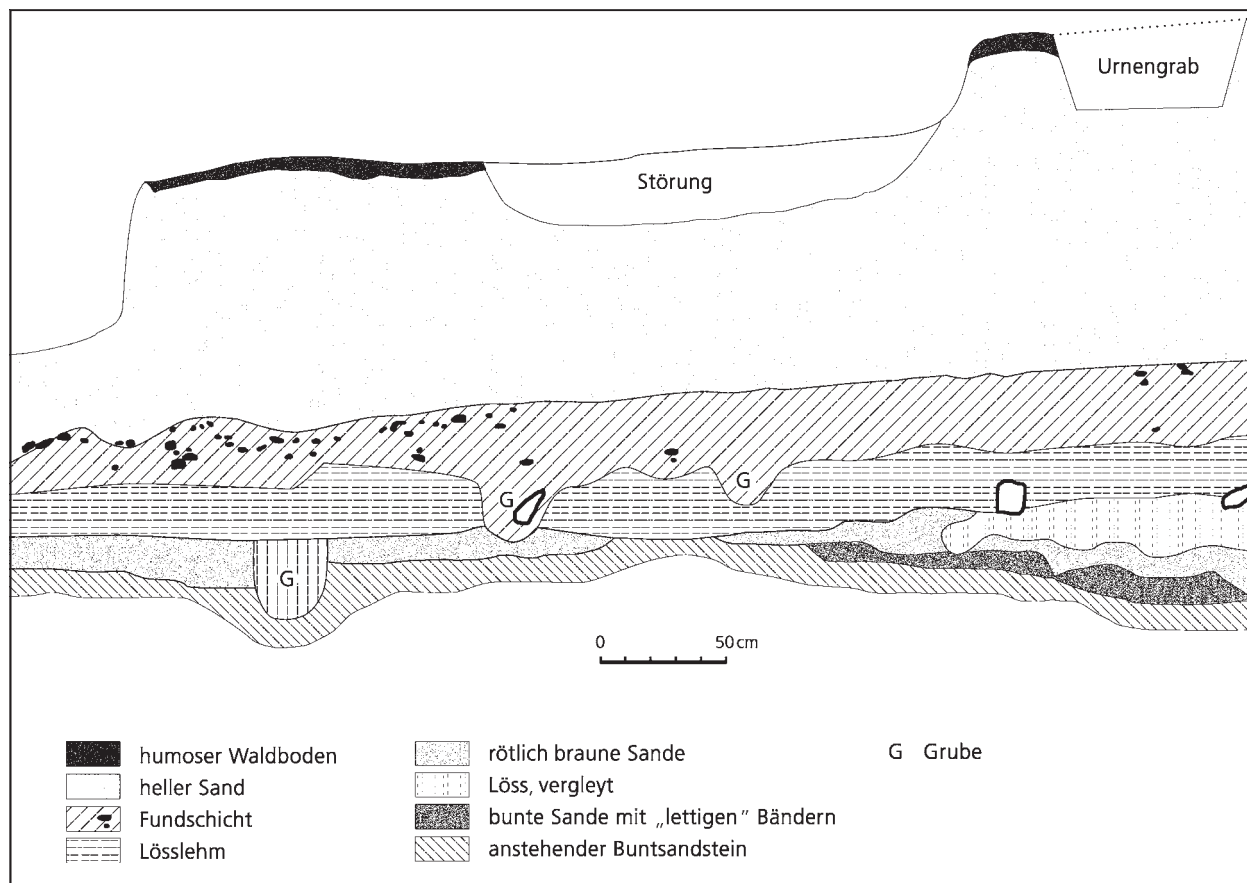 Urnengrab
Störung
G
G
G
0 50 cm
humoser Waldboden
heller Sand
Fundschicht
Lösslehm
rötlich braune Sande
Löss, vergleyt
bunte Sande mit „lettigen” Bändern
anstehender Buntsandstein
G Grube